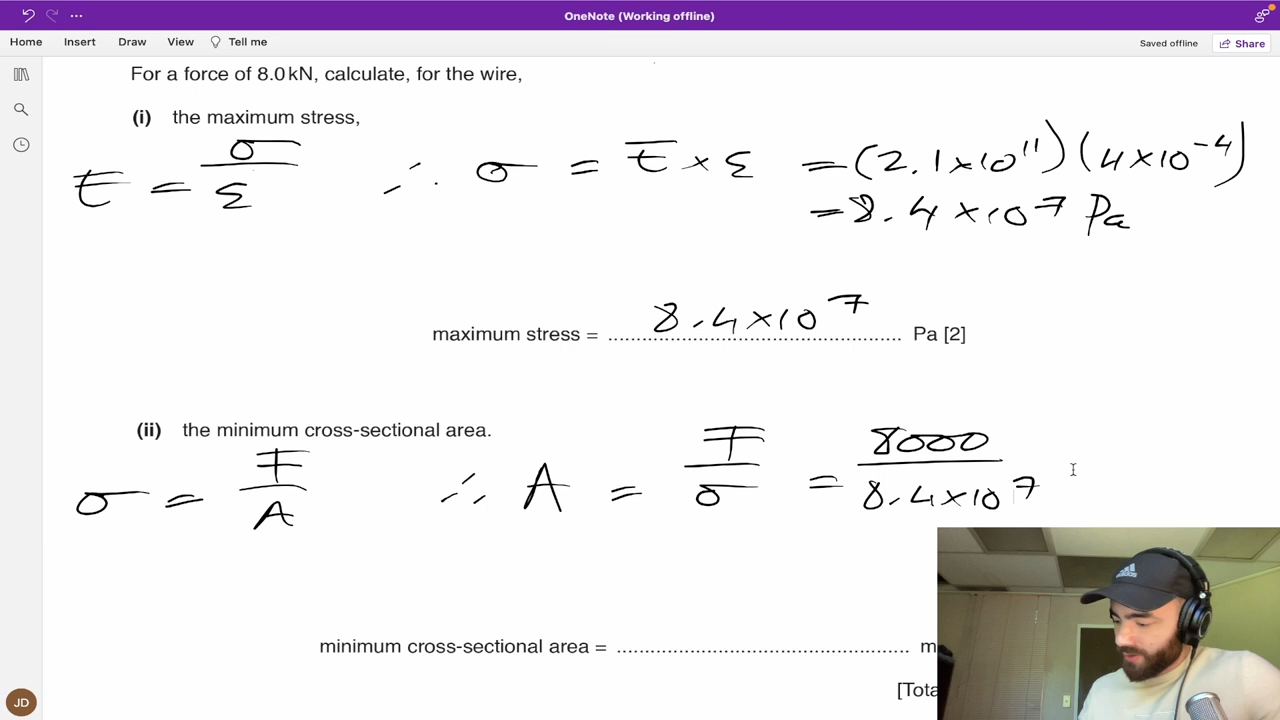 OneNote (Working offline)
Home Insert Draw View Tell me
Saved offline Share
For a force of 8.0 kN, calculate, for the wire,
(i) the maximum stress,
E = σ/ε ∴ σ = E × ε = (2.1×10¹¹)(4×10⁻⁴)
= 8.4×10⁷ Pa
8.4×10⁷
maximum stress = .................................................... Pa [2]
(ii) the minimum cross-sectional area.
σ = F/A ∴ A = F/σ = 8000/8.4×10⁷
minimum cross-sectional area = .................................................... m
[Tota
JD